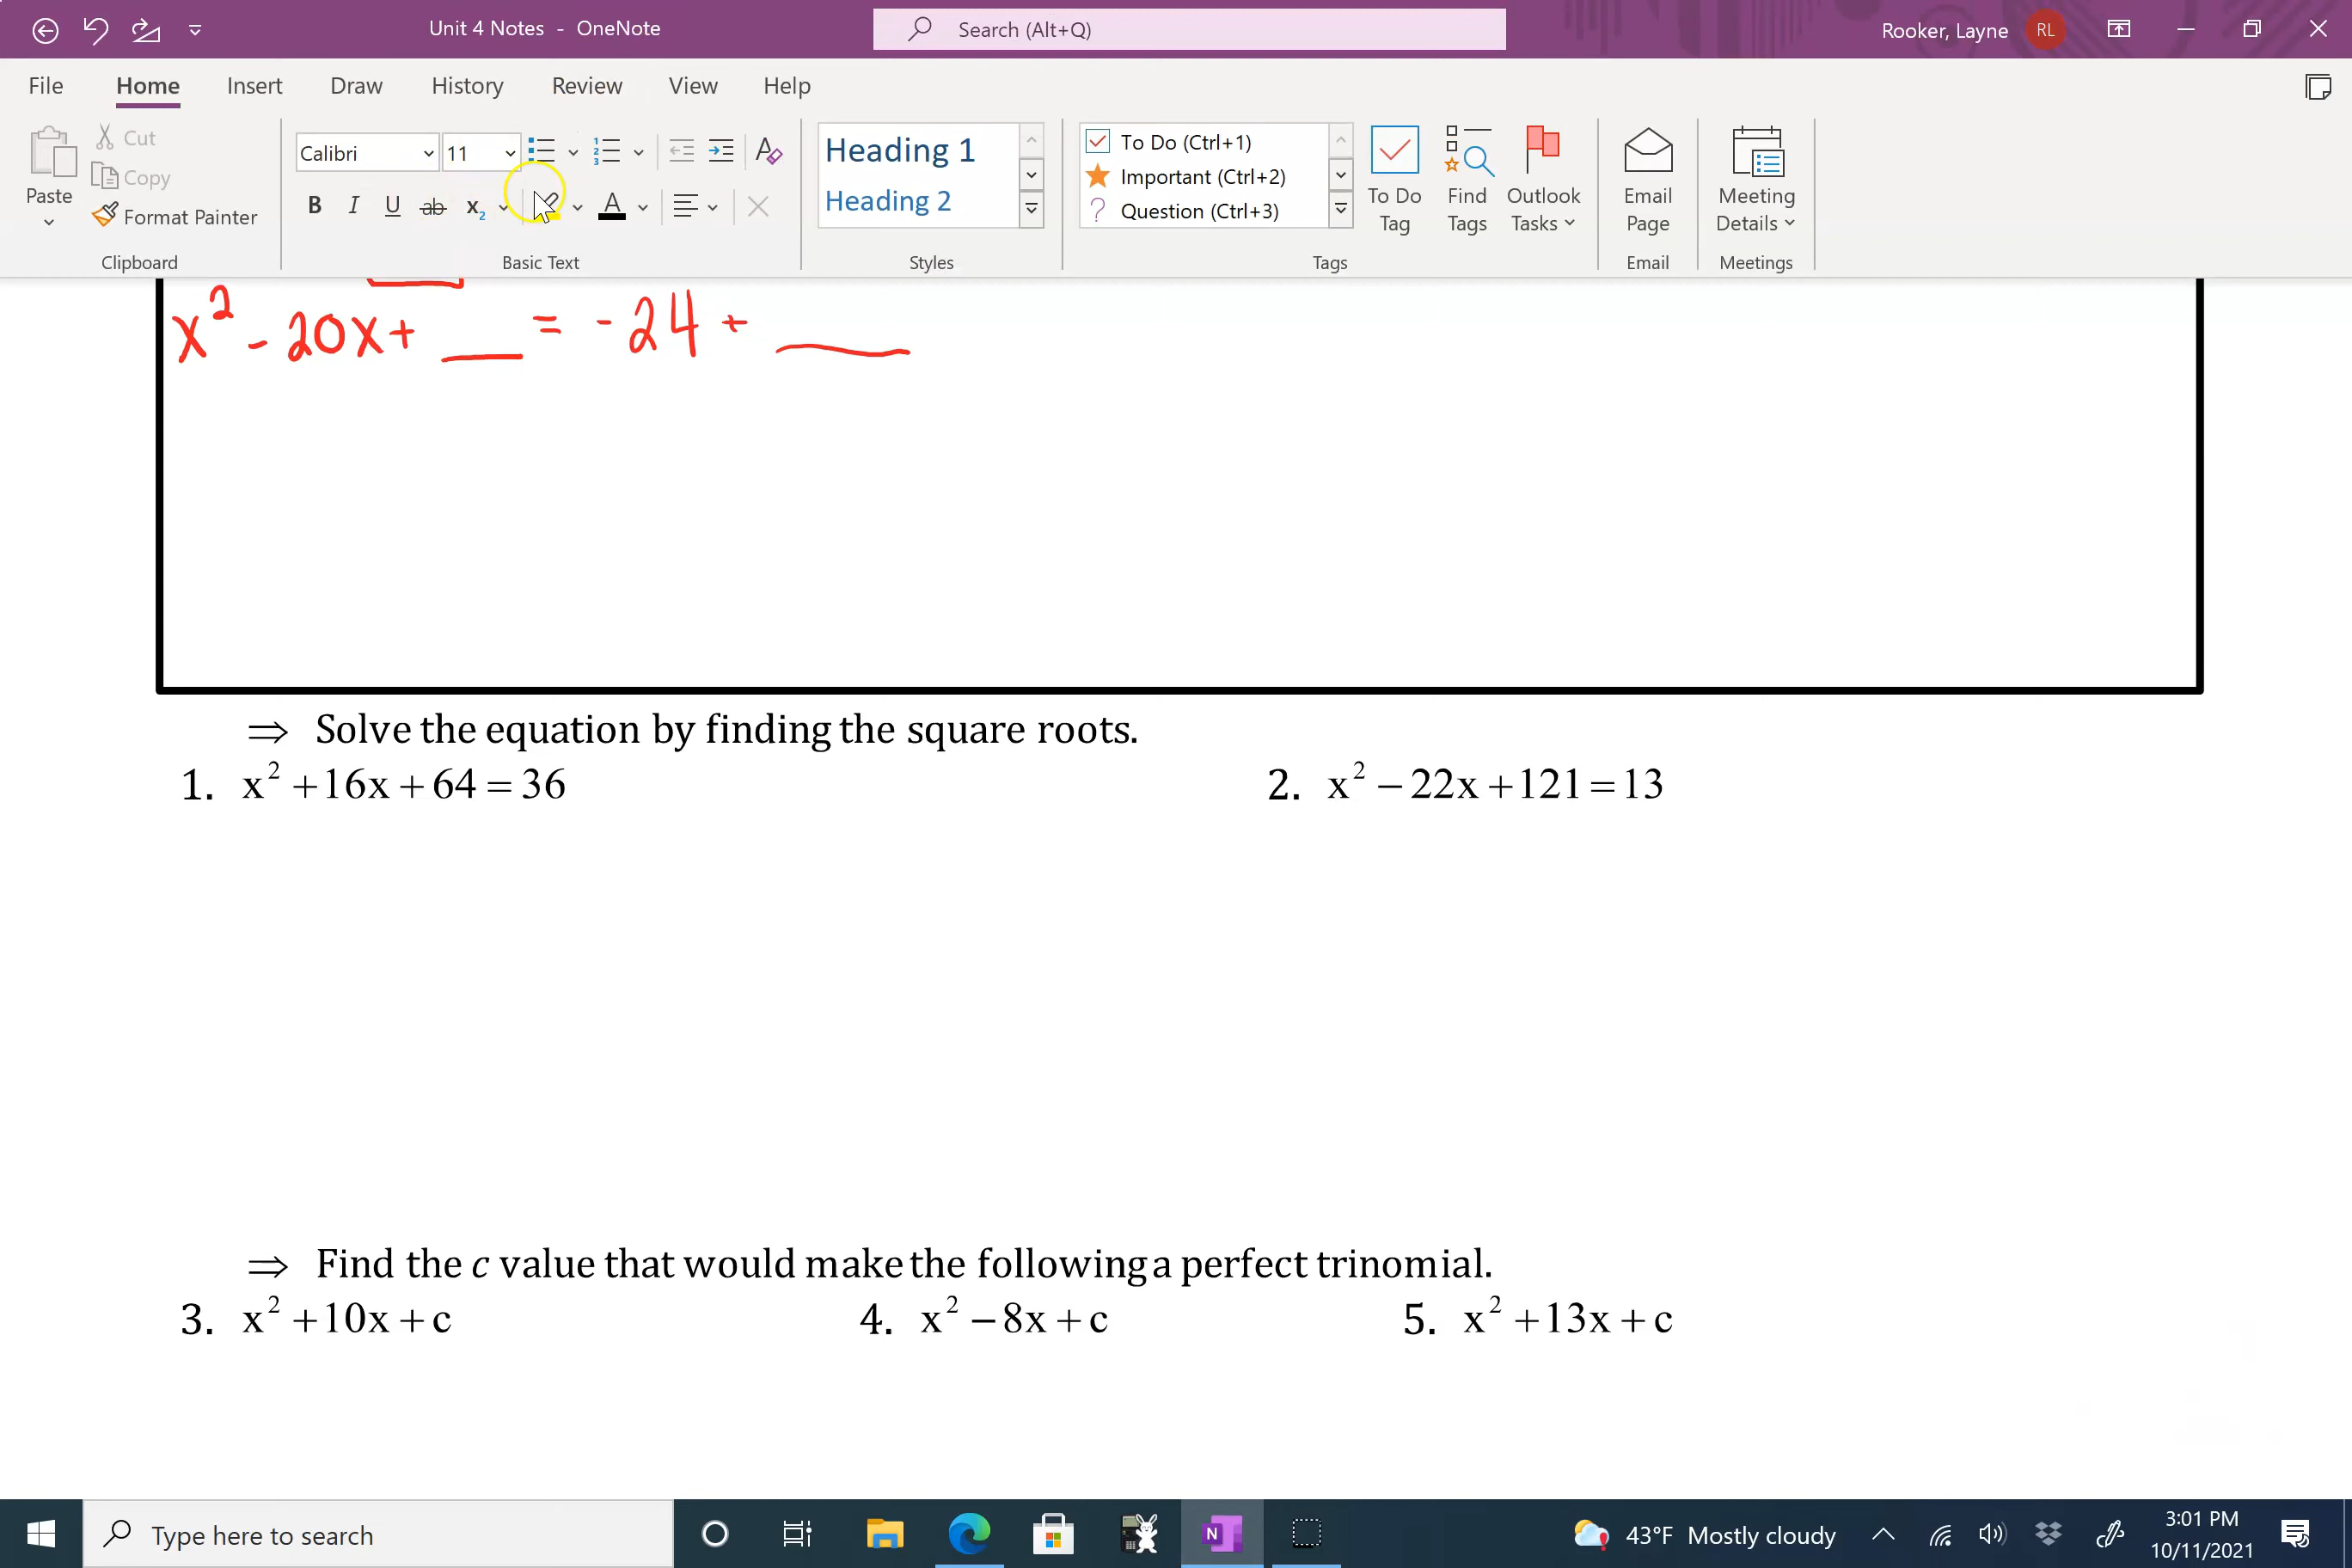 Unit 4 Notes - OneNote
Search (Alt+Q)
Rooker, Layne RL
File Home Insert Draw History Review View Help
Paste
Cut
Copy
Format Painter
Clipboard
Calibri 11
B I U ab x₂ A
Basic Text
Heading 1
Heading 2
Styles
To Do (Ctrl+1)
Important (Ctrl+2)
? Question (Ctrl+3)
To Do Tag
Find Tags
Outlook Tasks
Tags
Email Page
Email
Meeting Details
Meetings
x² - 20x + ___ = -24 + ____
⇒ Solve the equation by finding the square roots.
1. x² + 16x + 64 = 36
2. x² − 22x + 121 = 13
⇒ Find the c value that would make the following a perfect trinomial.
3. x² + 10x + c
4. x² − 8x + c
5. x² + 13x + c
Type here to search
N
43°F Mostly cloudy
3:01 PM
10/11/2021